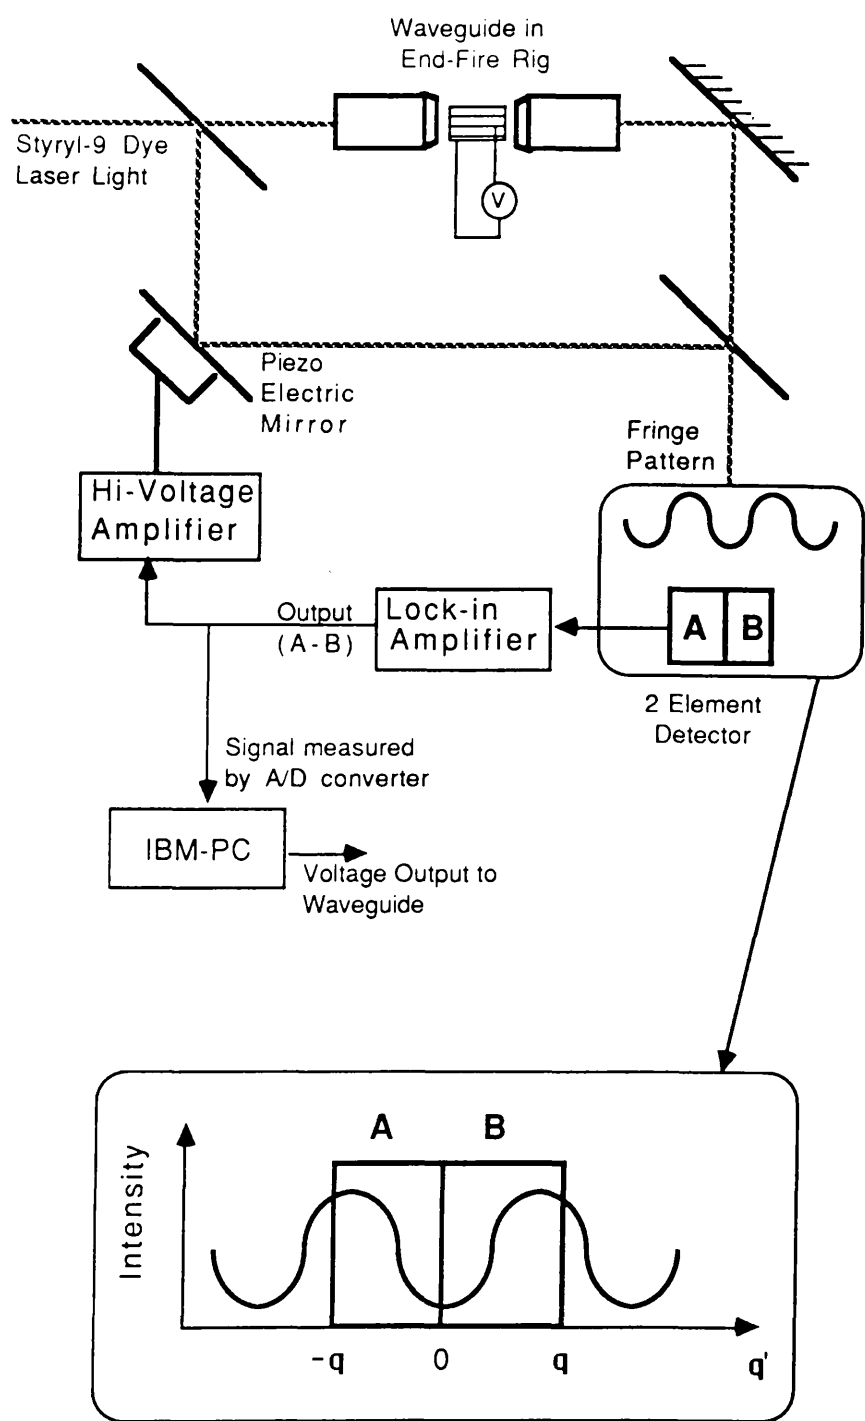 Waveguide in
End-Fire Rig
Styryl-9 Dye
Laser Light
V
Piezo
Electric
Mirror
Fringe
Pattern
Hi-Voltage
Amplifier
Output
(A-B)
Lock-in
Amplifier
A B
2 Element
Detector
Signal measured
by A/D converter
IBM-PC
Voltage Output to
Waveguide
A B
Intensity
-q 0 q q'